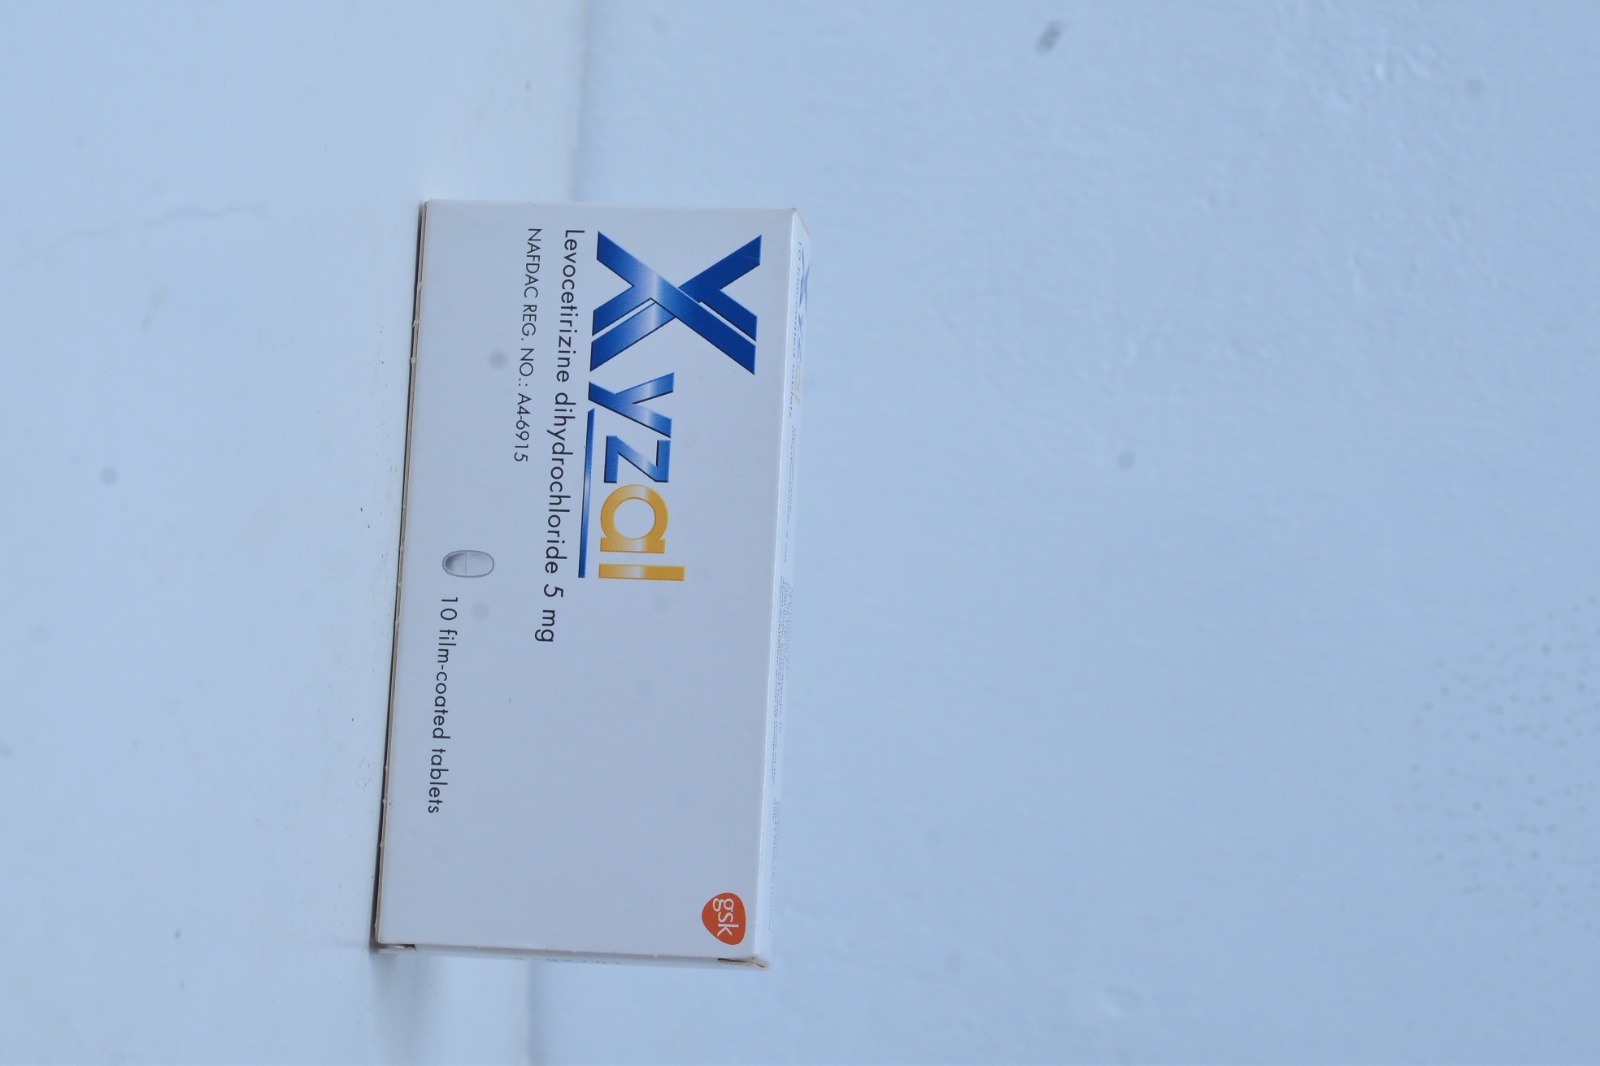 Xyzal
Levocetirizine dihydrochloride 5 mg
NAFDAC REG. NO.: A4-6915
10 film-coated tablets
gsk